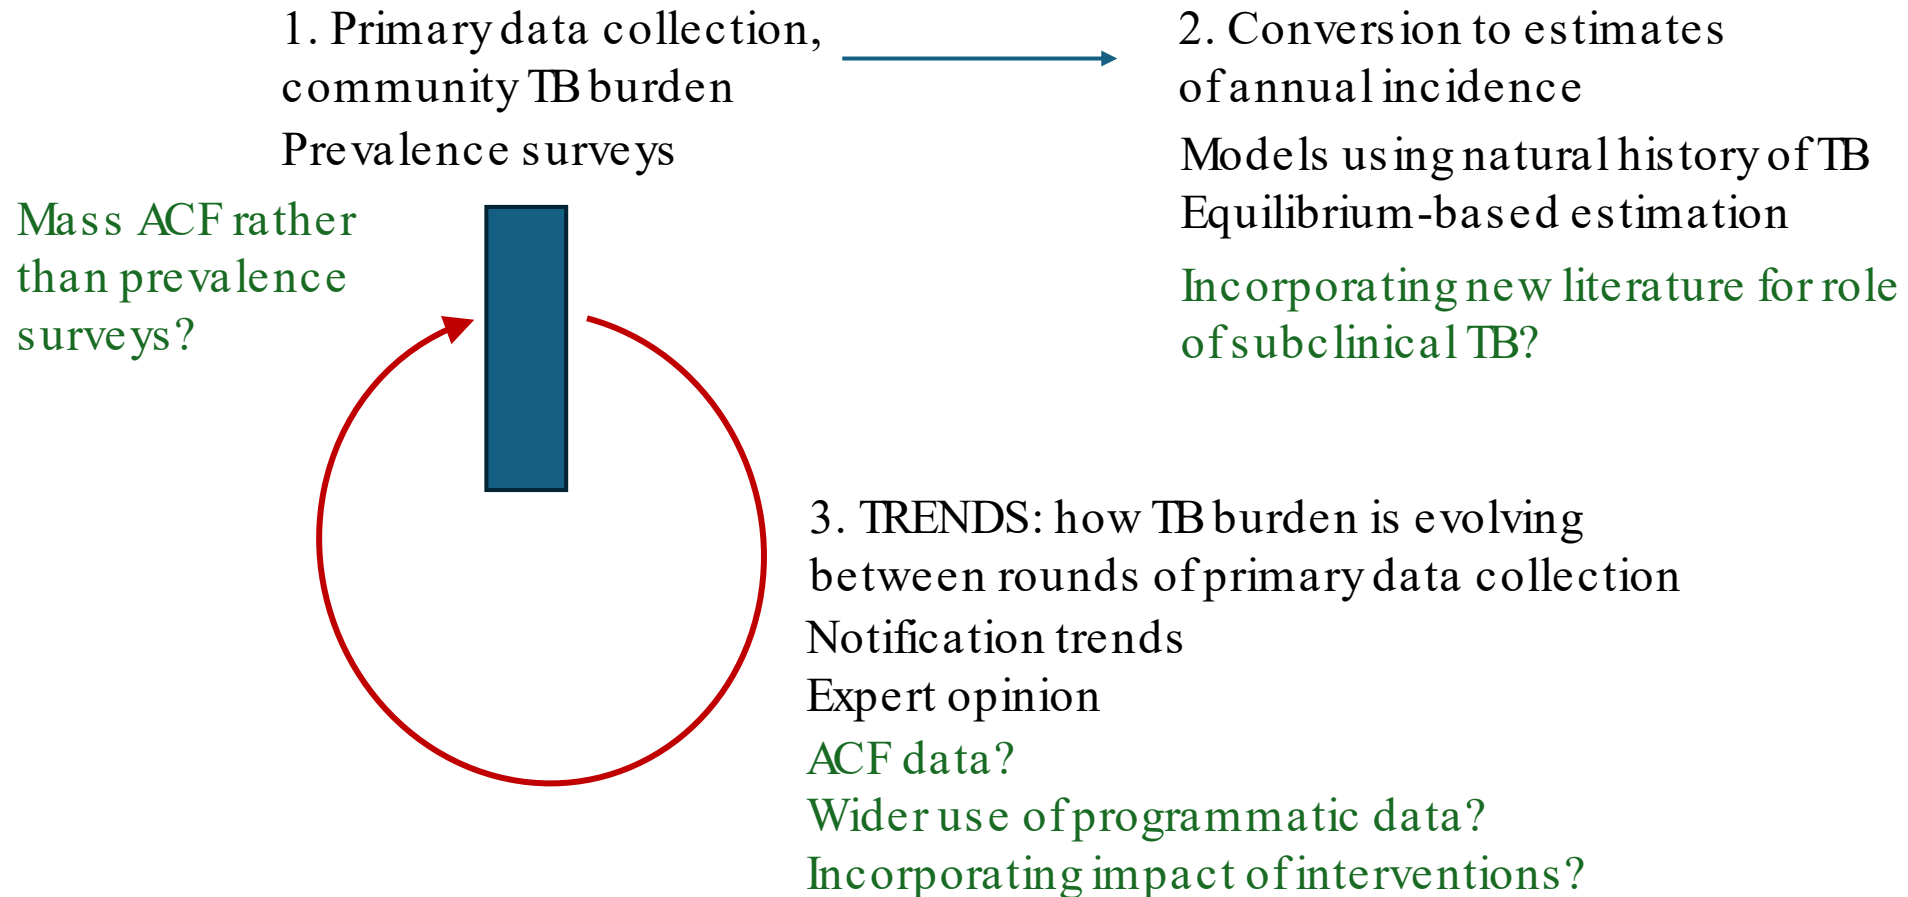 1. Primary data collection,
community TB burden
Prevalence surveys
2. Conversion to estimates
of annual incidence
Models using natural history of TB
Equilibrium-based estimation
Incorporating new literature for role
of subclinical TB?
Mass ACF rather
than prevalence
surveys?
3. TRENDS: how TB burden is evolving
between rounds of primary data collection
Notification trends
Expert opinion
ACF data?
Wider use of programmatic data?
Incorporating impact of interventions?